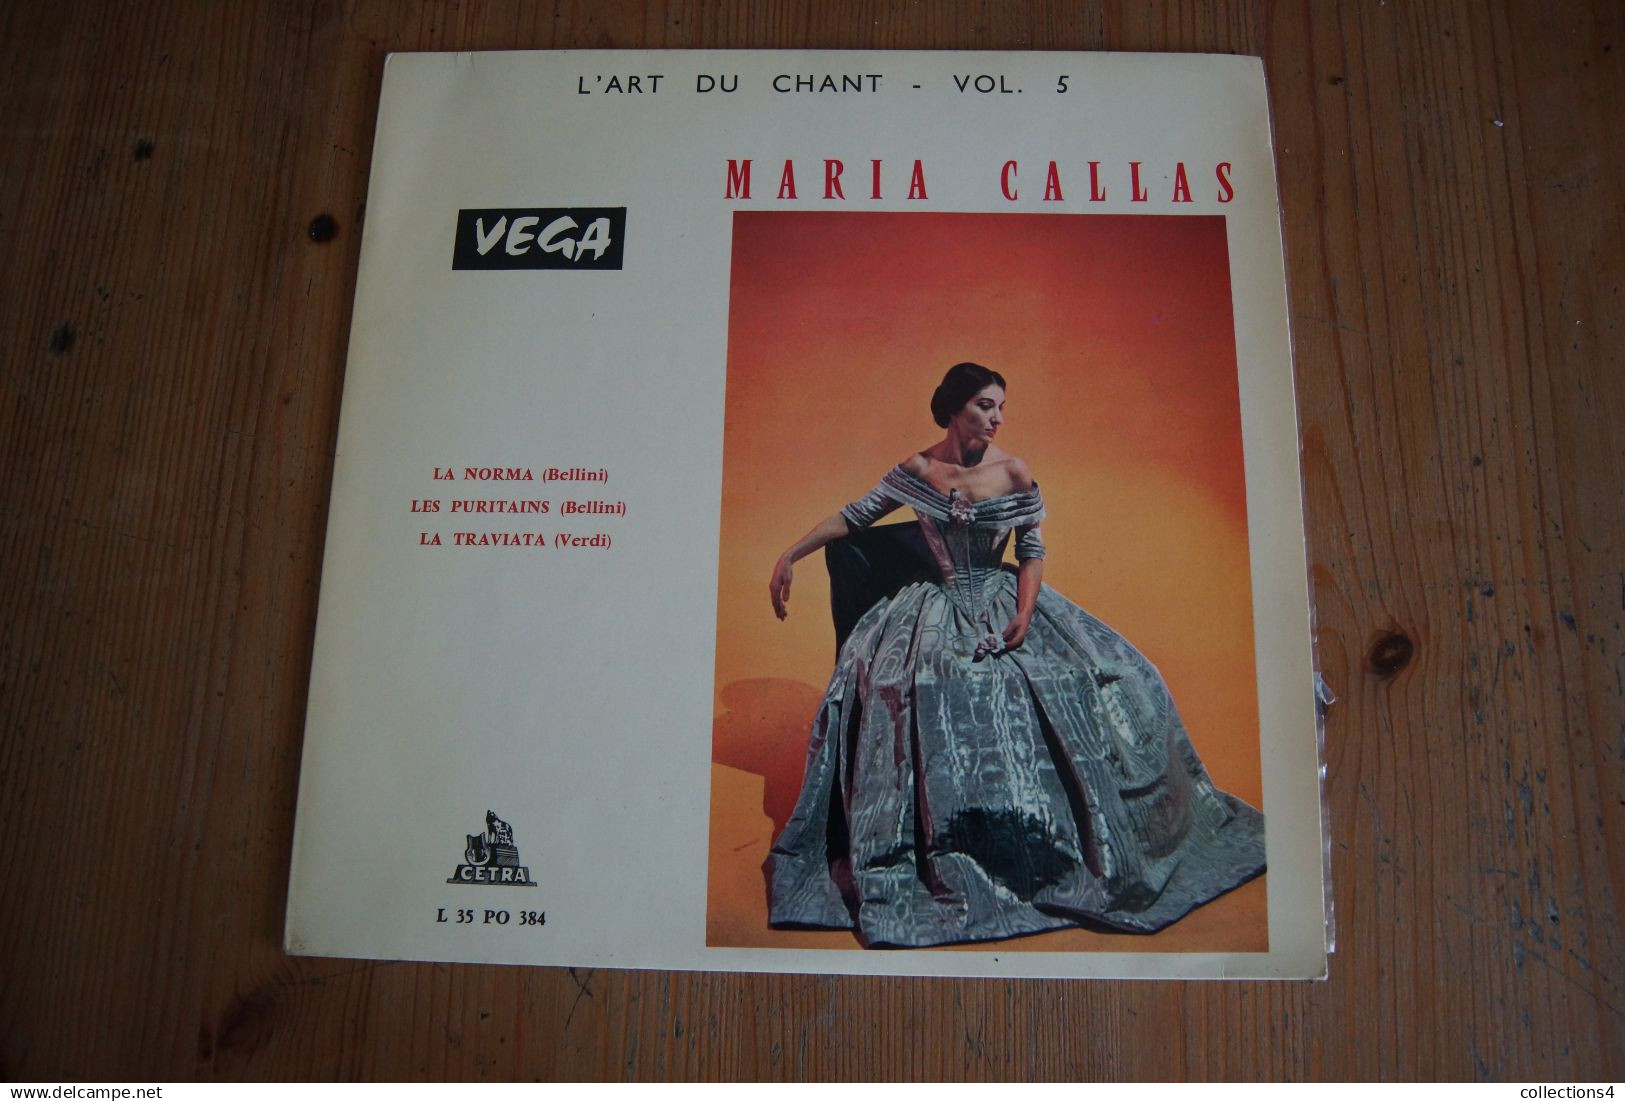 L'ART DU CHANT - VOL. 5
MARIA CALLAS
VEGA
LA NORMA (Bellini)
LES PURITAINS (Bellini)
LA TRAVIATA (Verdi)
CETRA
L 35 PO 384
© delcampe.net
collections4